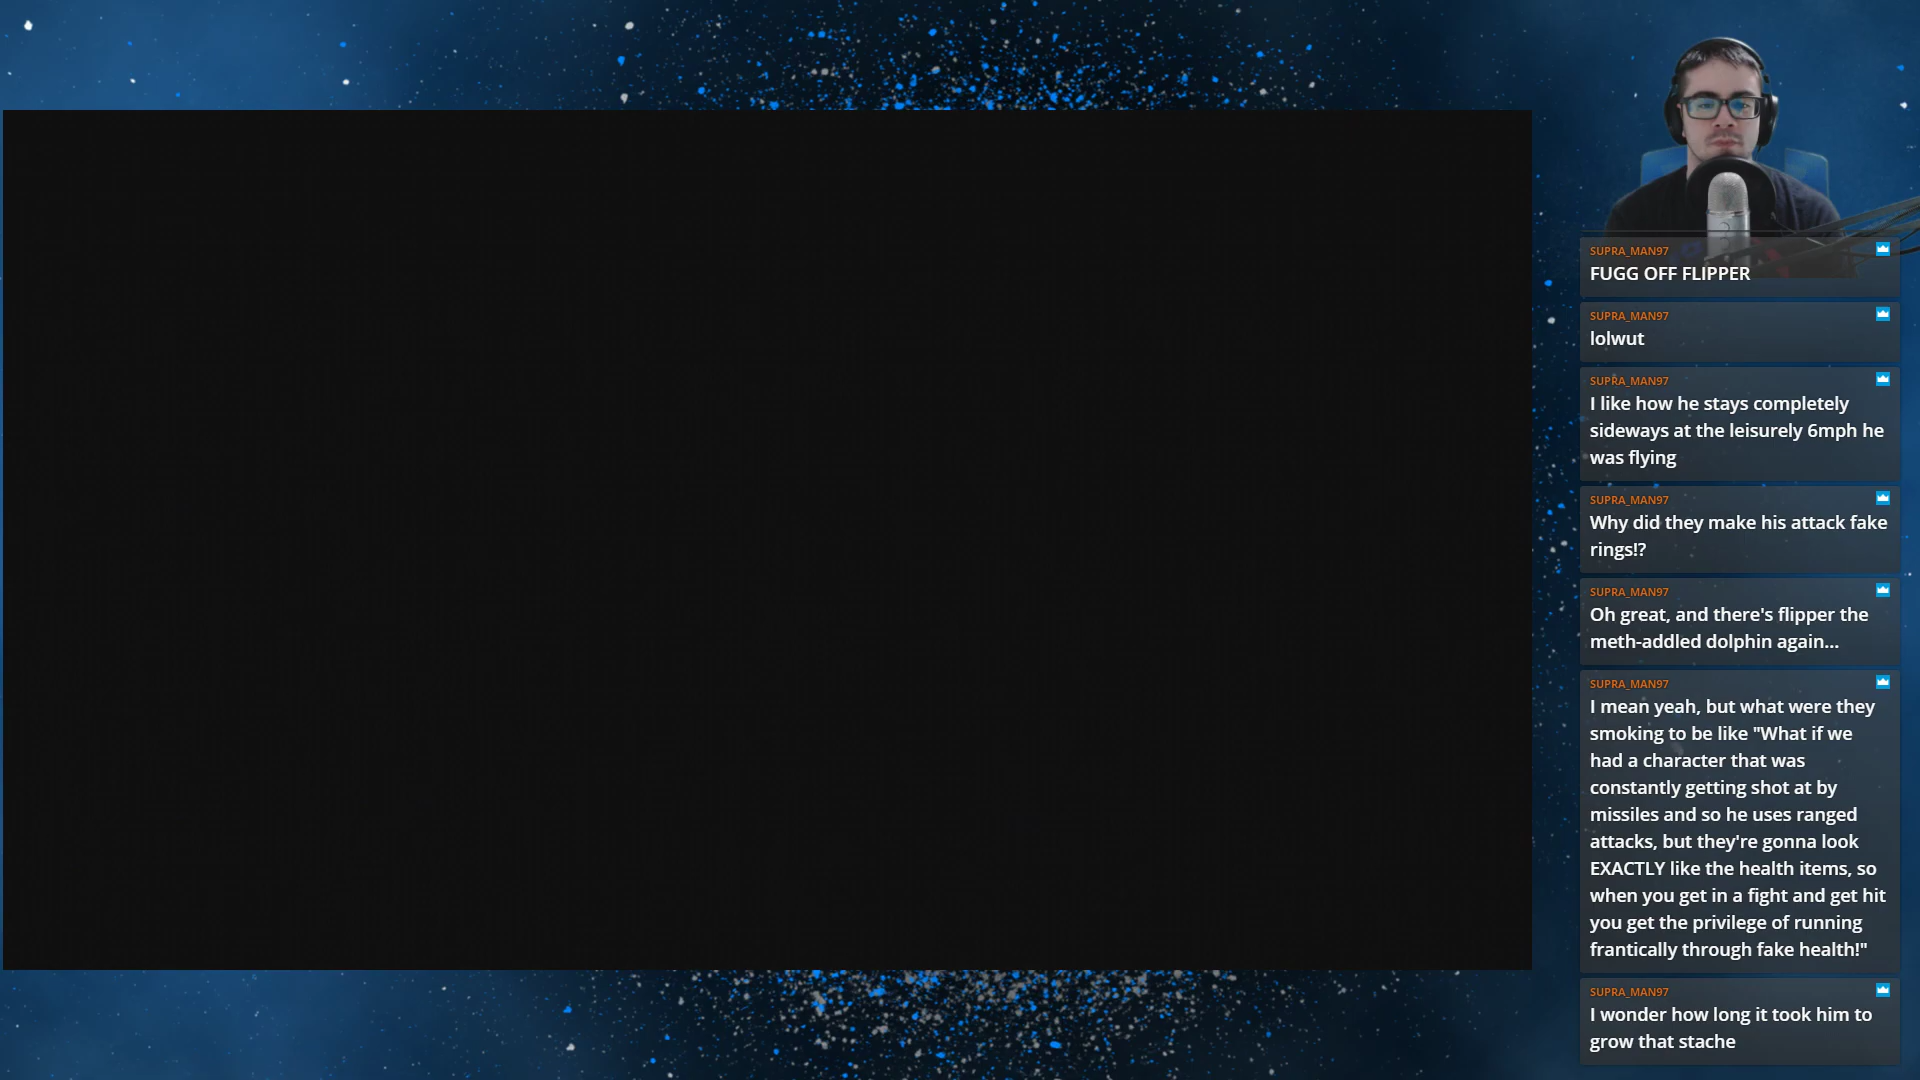 SUPRA_MAN97
FUGG OFF FLIPPER
SUPRA_MAN97
lolwut
SUPRA_MAN97
I like how he stays completely
sideways at the leisurely 6mph he
was flying
SUPRA_MAN97
Why did they make his attack fake
rings!?
SUPRA_MAN97
Oh great, and there's flipper the
meth-addled dolphin again...
SUPRA_MAN97
I mean yeah, but what were they
smoking to be like "What if we
had a character that was
constantly getting shot at by
missiles and so he uses ranged
attacks, but they're gonna look
EXACTLY like the health items, so
when you get in a fight and get hit
you get the privilege of running
frantically through fake health!"
SUPRA_MAN97
I wonder how long it took him to
grow that stache